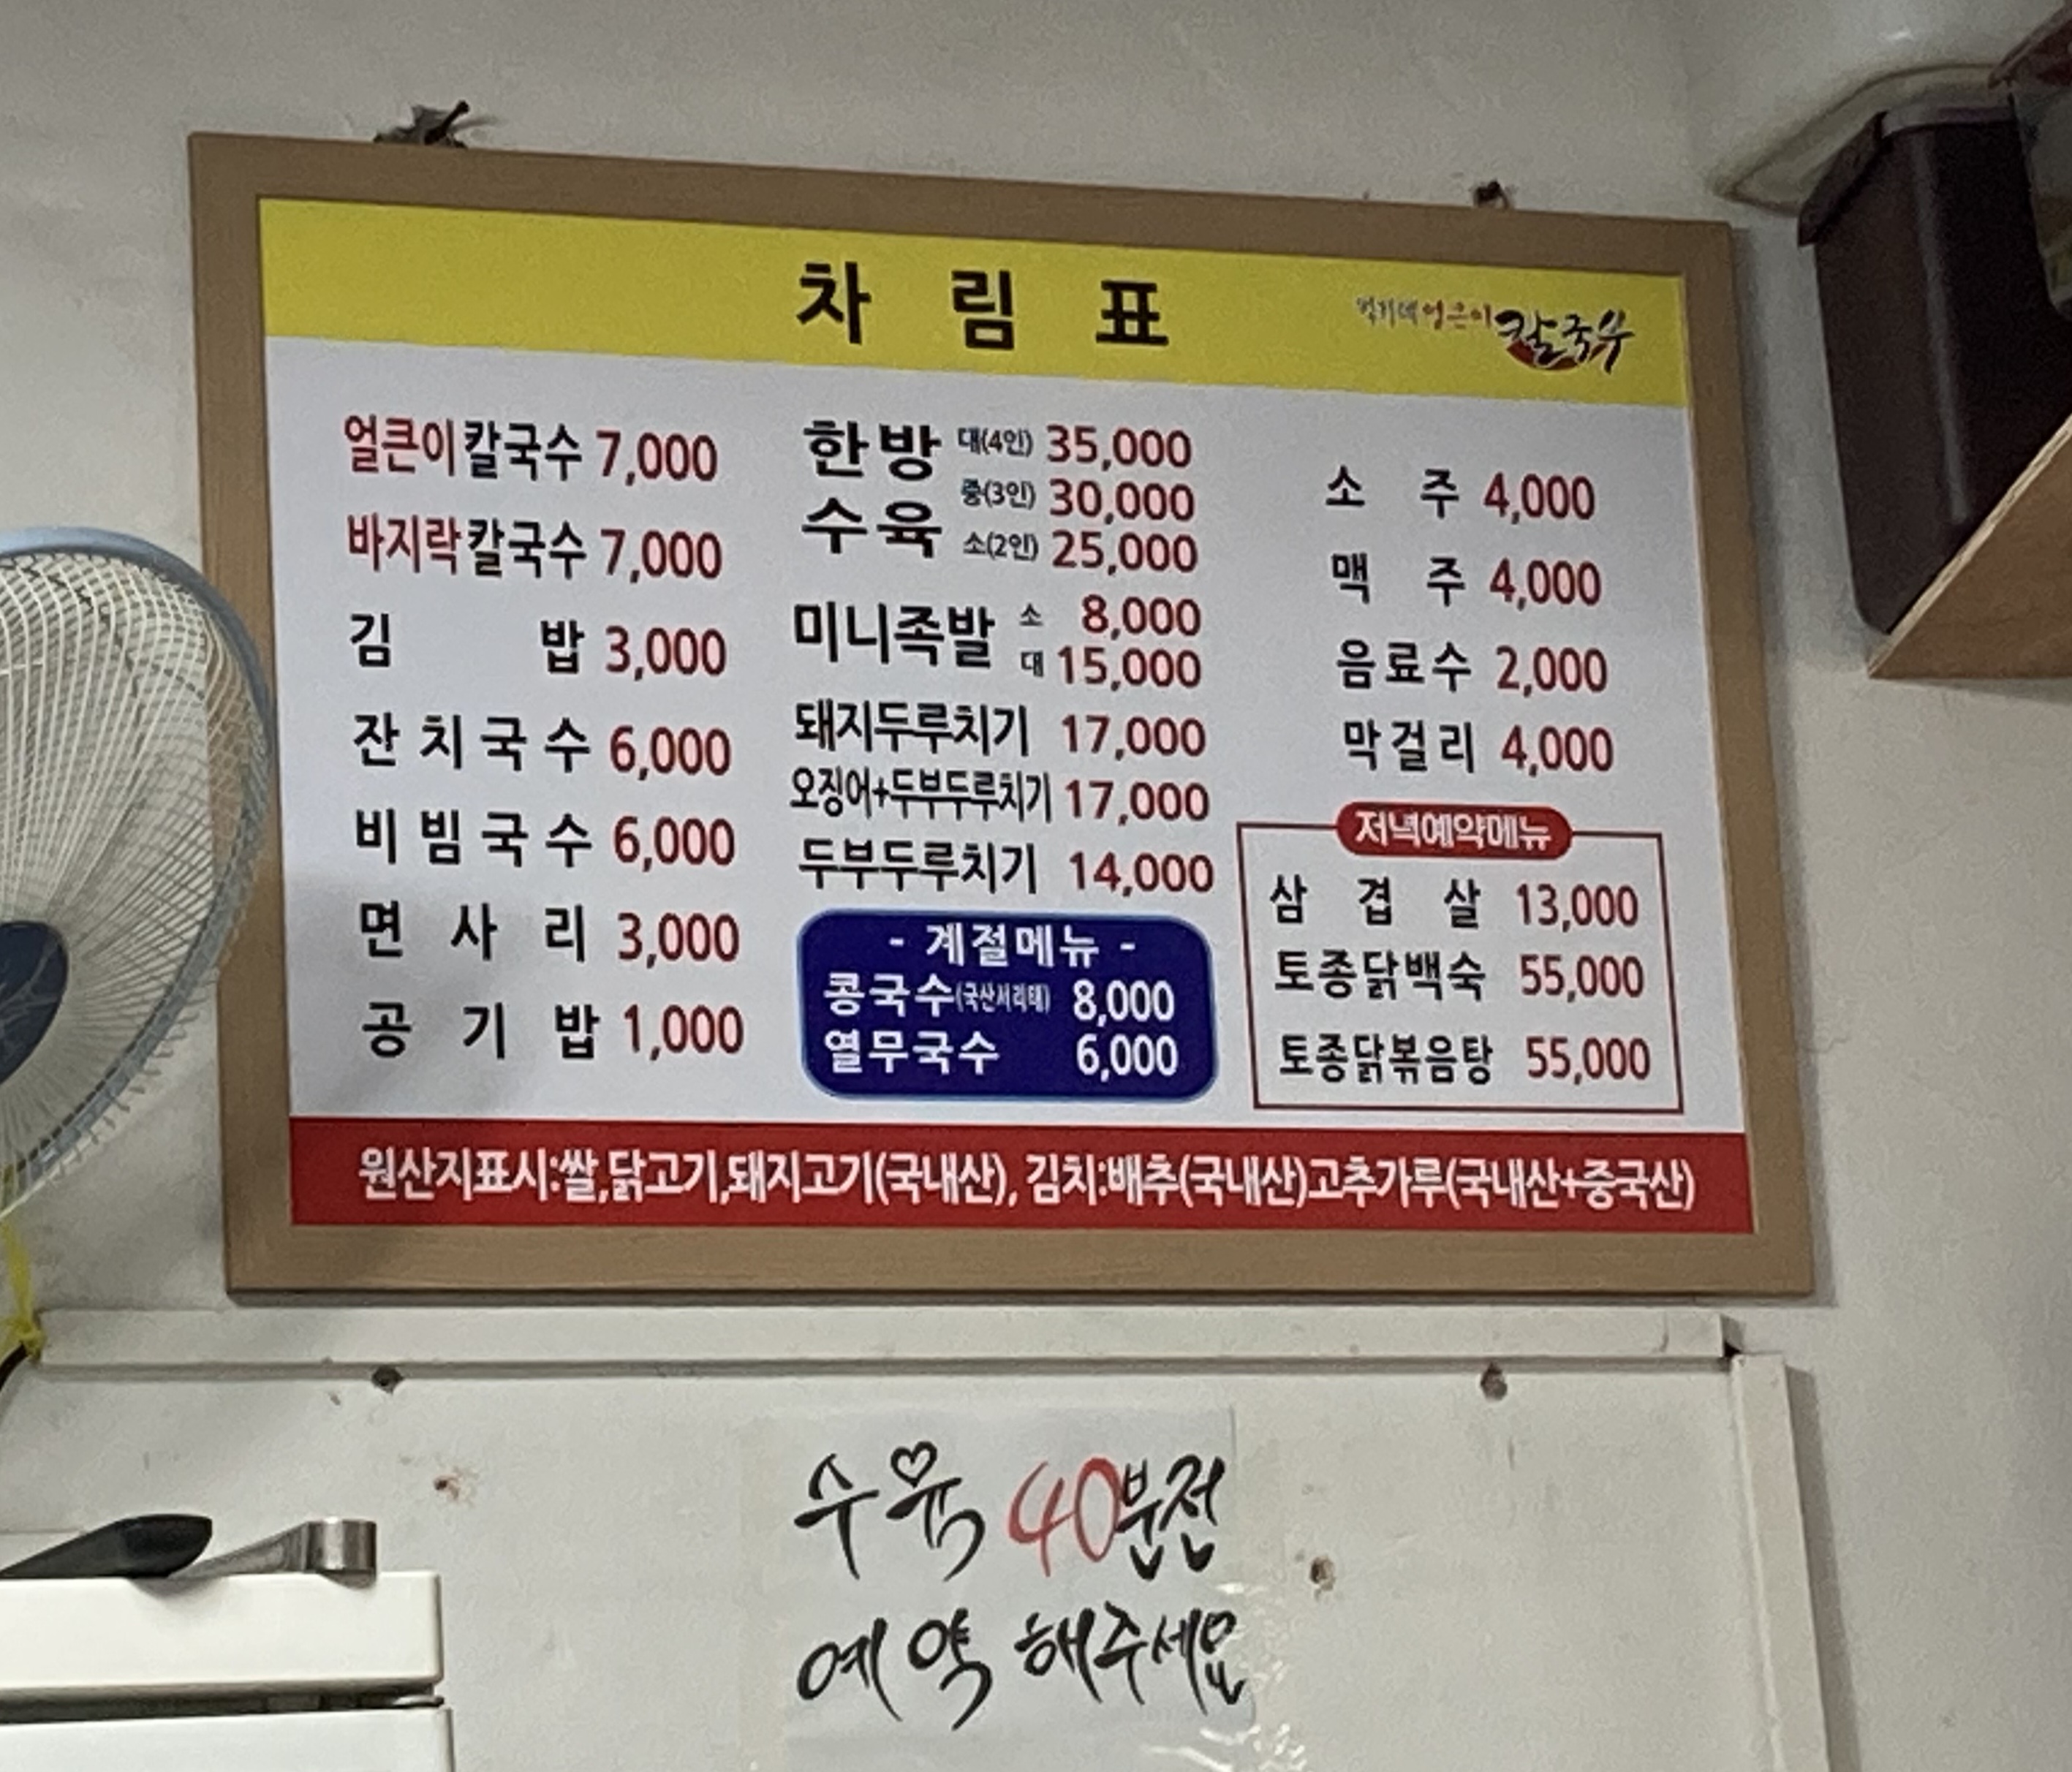 차림표
얼큰이 칼국수
얼큰이칼국수 7,000
바지락칼국수 7,000
김밥 3,000
잔치국수 6,000
비빔국수 6,000
면사리 3,000
공기밥 1,000
한방수육 대(4인) 35,000
중(3인) 30,000
소(2인) 25,000
미니족발 소 8,000
대 15,000
돼지두루치기 17,000
오징어+두부두루치기 17,000
두부두루치기 14,000
- 계절메뉴 -
콩국수(국산서리태) 8,000
열무국수 6,000
소주 4,000
맥주 4,000
음료수 2,000
막걸리 4,000
저녁예약메뉴
삼겹살 13,000
토종닭백숙 55,000
토종닭볶음탕 55,000
원산지표시:쌀,닭고기,돼지고기(국내산), 김치:배추(국내산)고추가루(국내산+중국산)
수육 40분전
예약 해주세요